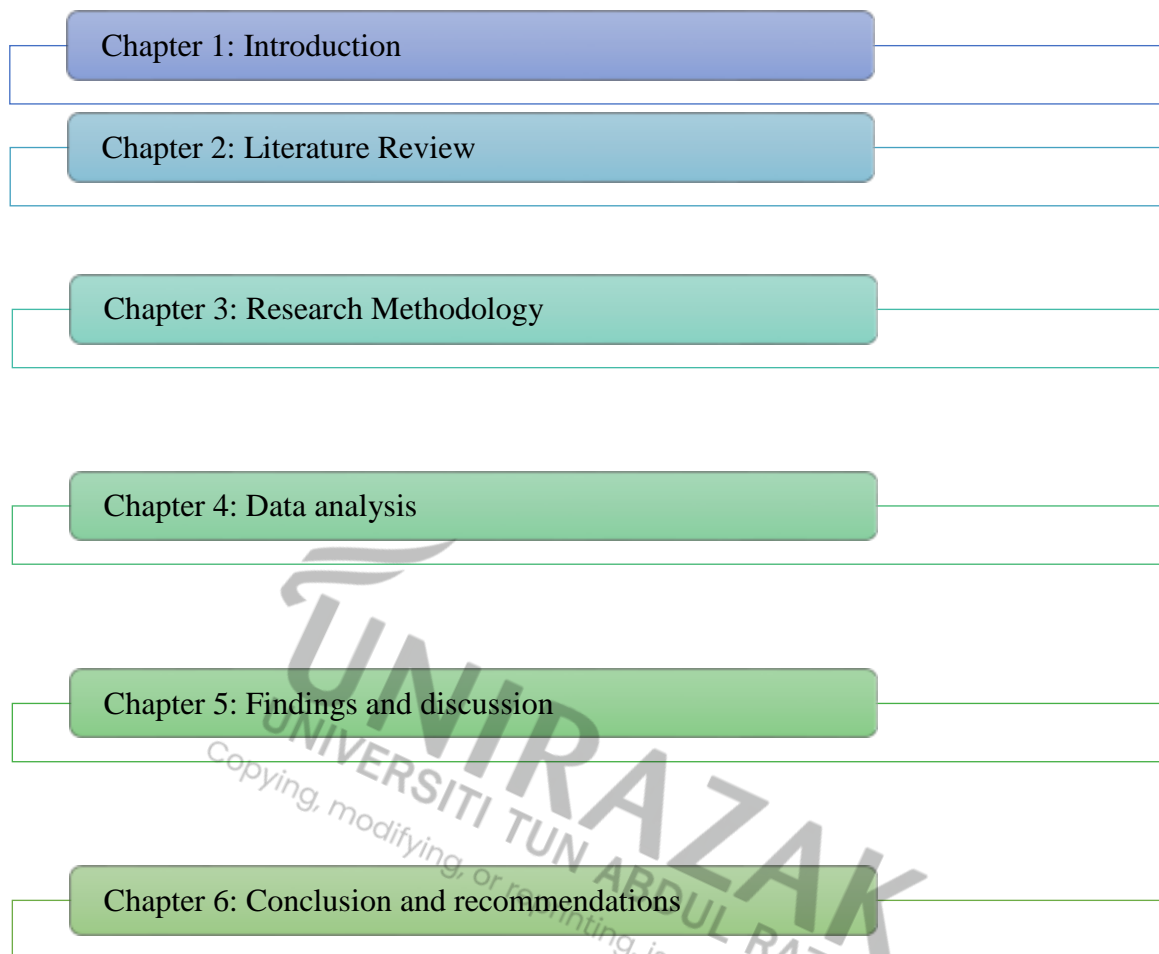 Chapter 1: Introduction
Chapter 2: Literature Review
Chapter 3: Research Methodology
Chapter 4: Data analysis
Chapter 5: Findings and discussion
Chapter 6: Conclusion and recommendations
UNIRAZAK
UNIVERSITI TUN ABDUL
Copying, modifying, or reprinting,